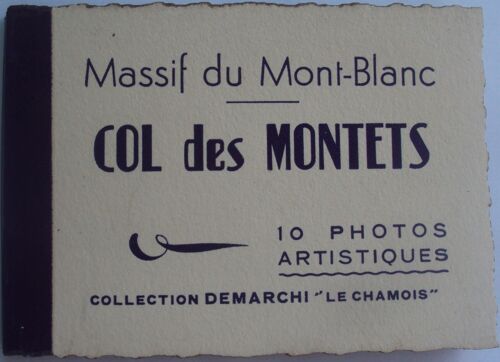 Massif du Mont-Blanc
COL des MONTETS
10 PHOTOS
ARTISTIQUES
COLLECTION DEMARCHI "LE CHAMOIS"